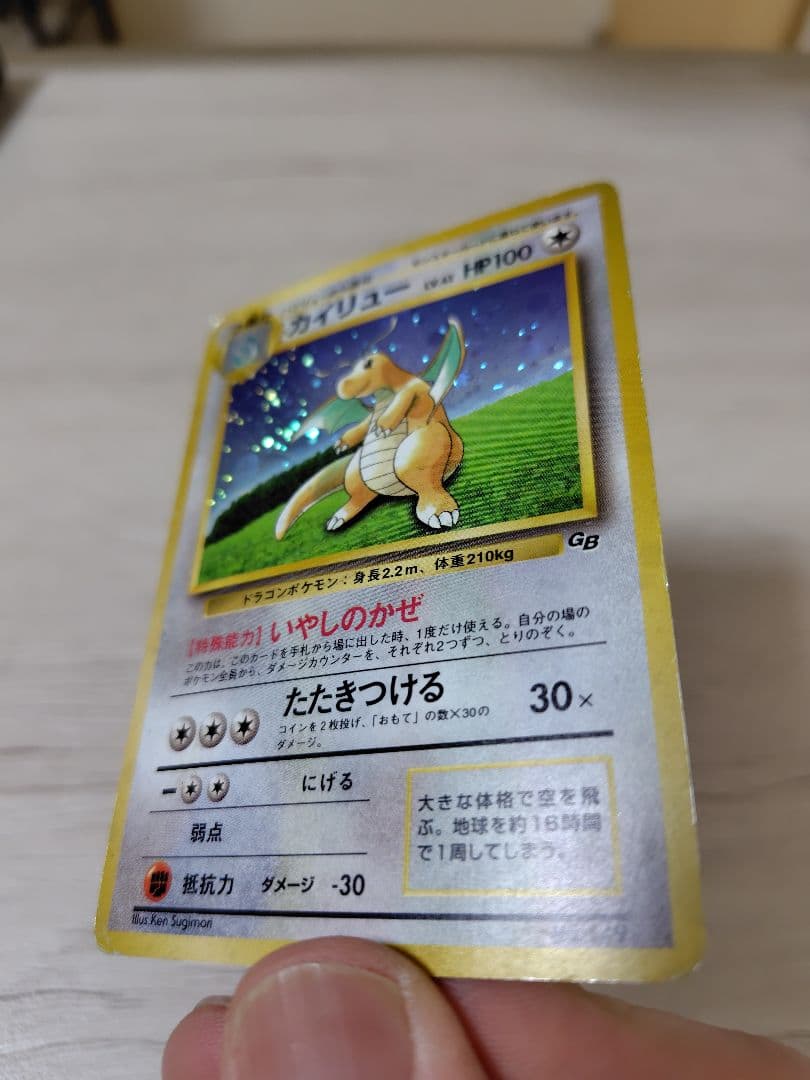 カイリュー
HP100
GB
ドラゴンポケモン：身長2.2m、体重210kg
【特殊能力】いやしのかぜ
この力は、このカードを手札から場に出した時、1度だけ使える。自分の場の
ポケモン全員から、ダメージカウンターを、それぞれ2つずつ、とりのぞく。
たたきつける 30×
コインを2枚投げ、「おもて」の数×30の
ダメージ。
にげる
弱点
抵抗力 ダメージ -30
大きな体格で空を飛
ぶ。地球を約16時間
で1周してしまう。
Illus.Ken Sugimori